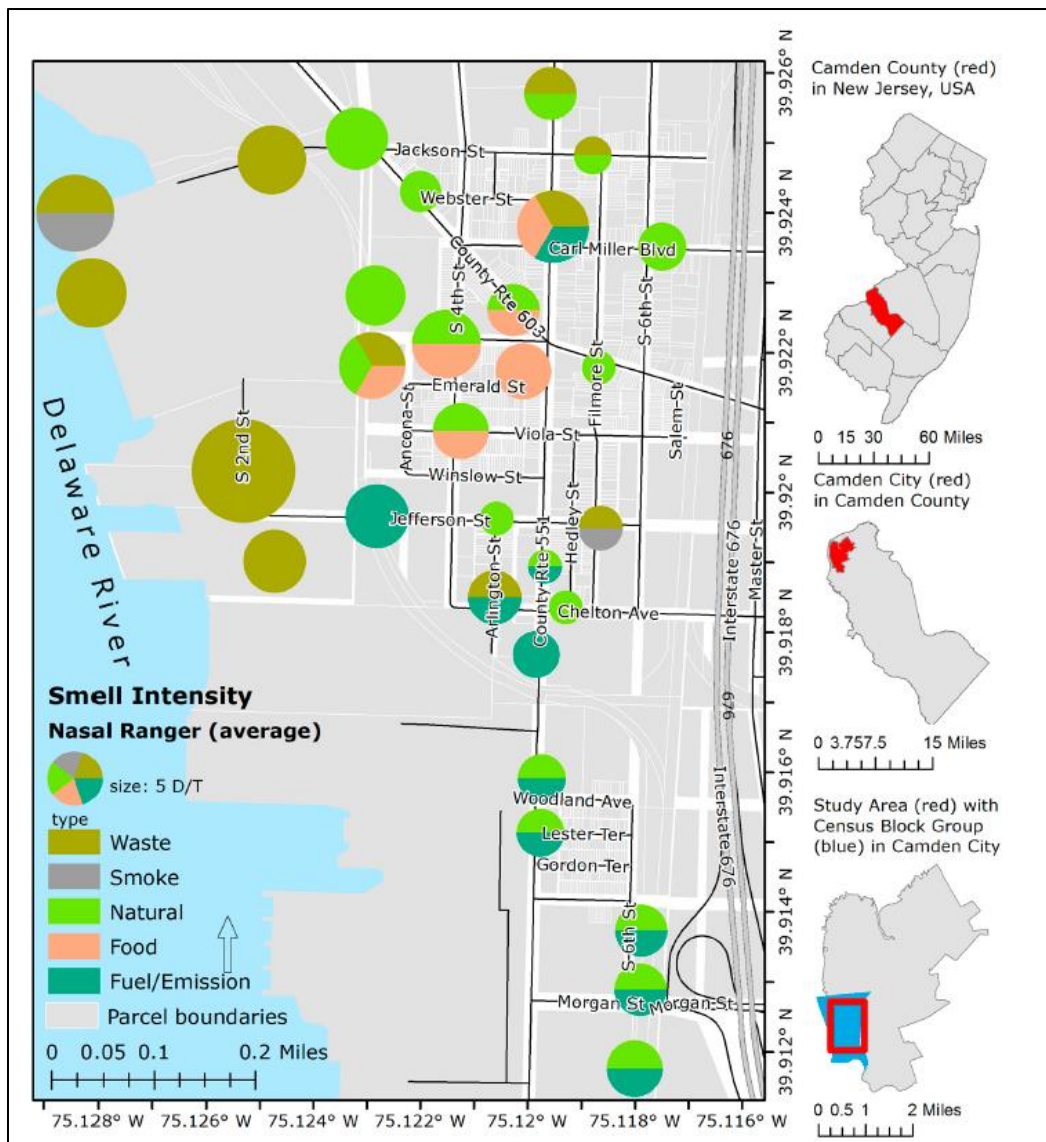 Jackson St
Webster St
Carl Miller Blvd
County Rte 603
S 4th St
S-6th St
Emerald St
Filmore St
Ancona St
Viola St
Salem St
676
Winslow St
S 2nd St
Jefferson St
Hedley St
County Rte 551
Arlington St
Chelton Ave
Interstate 676
Master St
676
Delaware River
Woodland Ave
Lester Ter
Gordon Ter
Interstate 676
S-6th St
Morgan St
Morgan St
Smell Intensity
Nasal Ranger (average)
size: 5 D/T
type
Waste
Smoke
Natural
Food
Fuel/Emission
Parcel boundaries
0 0.05 0.1 0.2 Miles
75.128° W 75.126° W 75.124° W 75.122° W 75.12° W 75.118° W 75.116° W
39.926° N
39.924° N
39.922° N
39.92° N
39.918° N
39.916° N
39.914° N
39.912° N
Camden County (red)
in New Jersey, USA
0 15 30 60 Miles
Camden City (red)
in Camden County
0 3.757.5 15 Miles
Study Area (red) with
Census Block Group
(blue) in Camden City
0 0.5 1 2 Miles